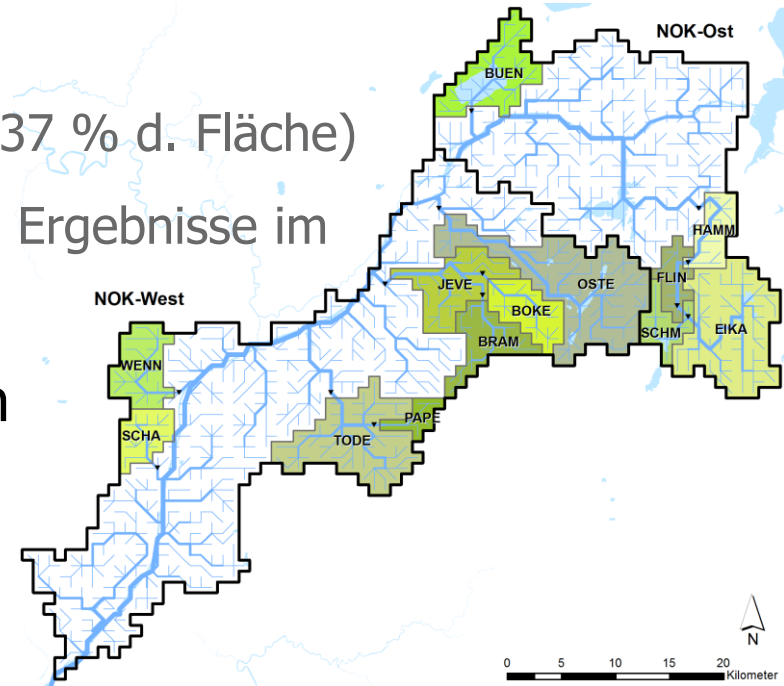 NOK-Ost
BUEN
37 % d. Fläche)
Ergebnisse im
HAMM
NOK-West
JEVE
OSTE
FLIN
BOKE
EIKA
SCHM
BRAM
WENN
n
PAPE
SCHA
TODE
N
0 5 10 15 20
Kilometer